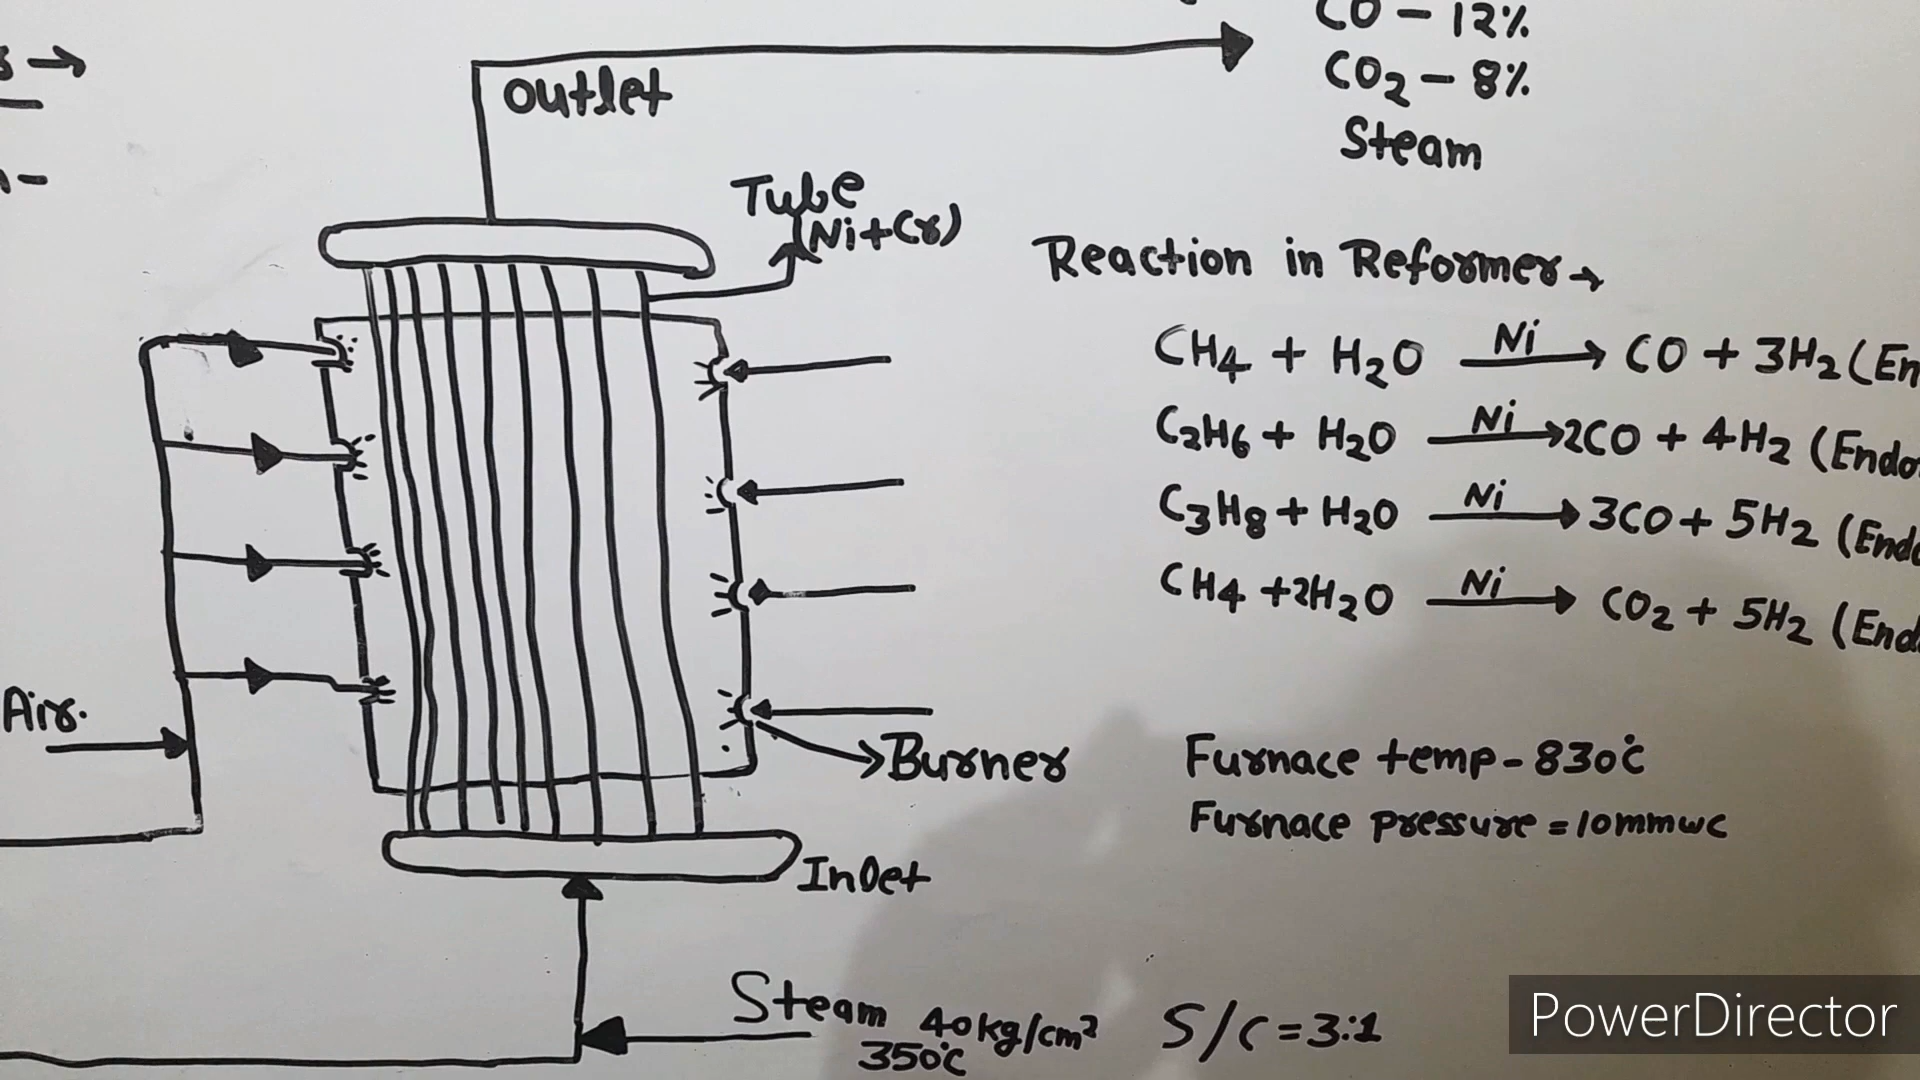 CO - 12%
CO2 - 8%
Steam
outlet
Tube
(Ni+Cr)
Reaction in Reformer →
CH4 + H2O Ni → CO + 3H2 (En
C2H6 + H2O Ni → 2CO + 4H2 (Endo
C3H8 + H2O Ni → 3CO + 5H2 (Endo
CH4 + 2H2O Ni → CO2 + 5H2 (End
Air.
Burner
Furnace temp - 830°C
Furnace pressure = 10mmwc
Inlet
Steam 40kg/cm²
350°C
S/C = 3:1
PowerDirector